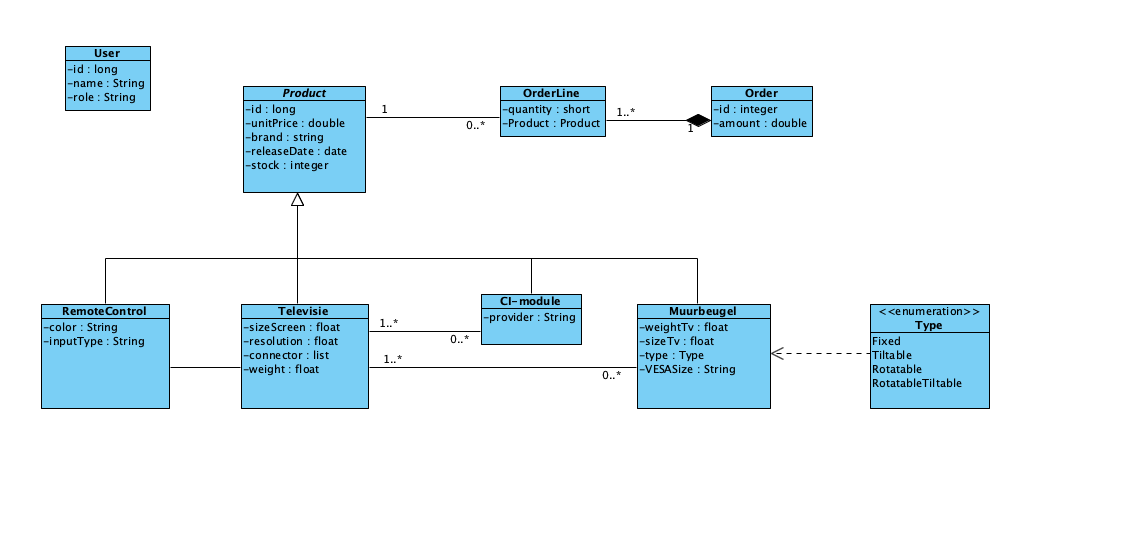 User
-id : long
-name : String
-role : String
Product
-id : long
-unitPrice : double
-brand : string
-releaseDate : date
-stock : integer
1
0..*
OrderLine
-quantity : short
-Product : Product
1..*
1
Order
-id : integer
-amount : double
RemoteControl
-color : String
-inputType : String
Televisie
-sizeScreen : float
-resolution : float
-connector : list
-weight : float
1..*
0..*
1..*
0..*
CI-module
-provider : String
Muurbeugel
-weightTv : float
-sizeTv : float
-type : Type
-VESASize : String
<<enumeration>>
Type
Fixed
Tiltable
Rotatable
RotatableTiltable